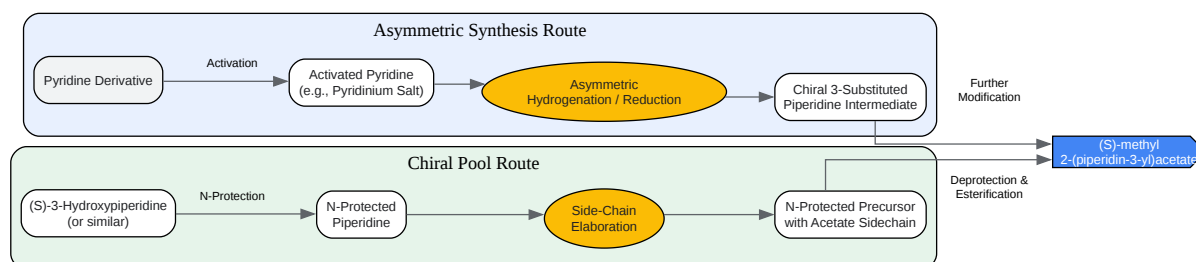 Asymmetric Synthesis Route
Pyridine Derivative
Activation
Activated Pyridine
(e.g., Pyridinium Salt)
Asymmetric
Hydrogenation / Reduction
Chiral 3-Substituted
Piperidine Intermediate
Further
Modification
(S)-methyl
2-(piperidin-3-yl)acetate
Chiral Pool Route
(S)-3-Hydroxypiperidine
(or similar)
N-Protection
N-Protected
Piperidine
Side-Chain
Elaboration
N-Protected Precursor
with Acetate Sidechain
Deprotection &
Esterification